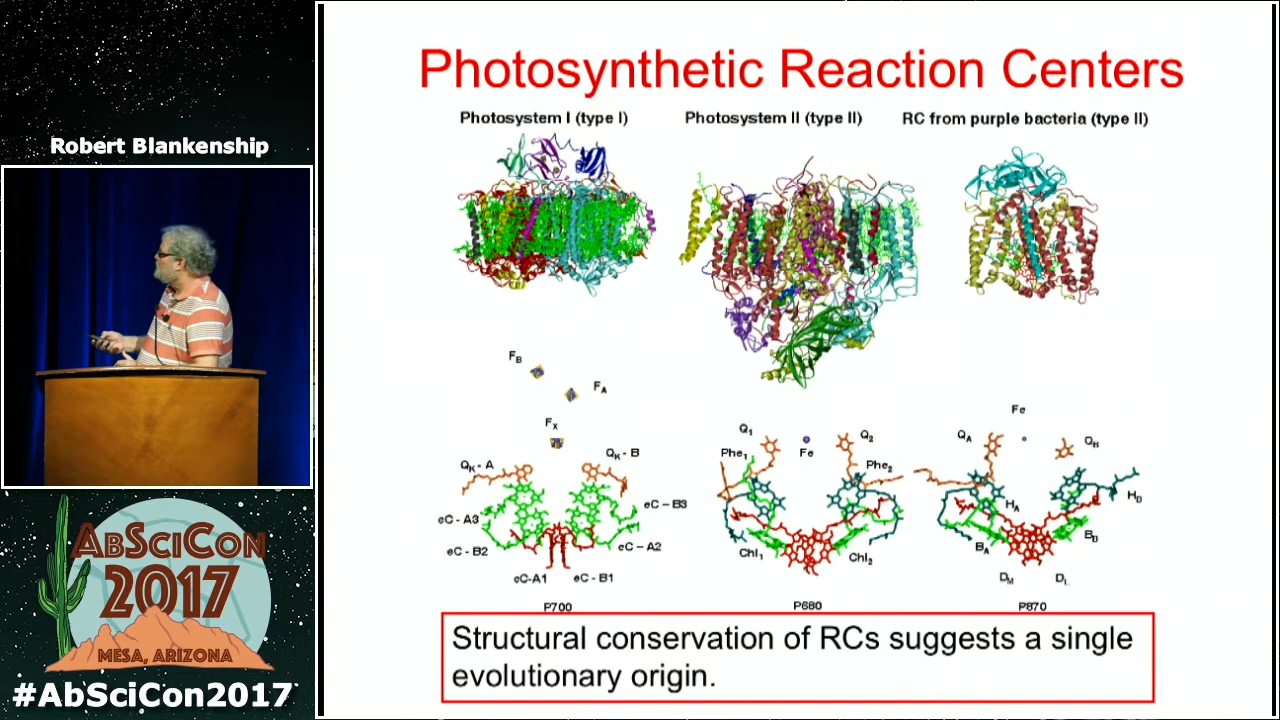 Robert Blankenship
ABSCICON
2017
MESA, ARIZONA
#AbSciCon2017
Photosynthetic Reaction Centers
Photosystem I (type I)
Photosystem II (type II)
RC from purple bacteria (type II)
FB
FA
FX
QK - A
QK - B
eC - A3
eC - B3
eC - B2
eC - A2
eC-A1
eC - B1
P700
Q1
Fe
Q2
Phe1
Phe2
Chl1
Chl2
P680
Fe
QA
QB
HA
BA
BD
DM
DL
P870
Structural conservation of RCs suggests a single
evolutionary origin.